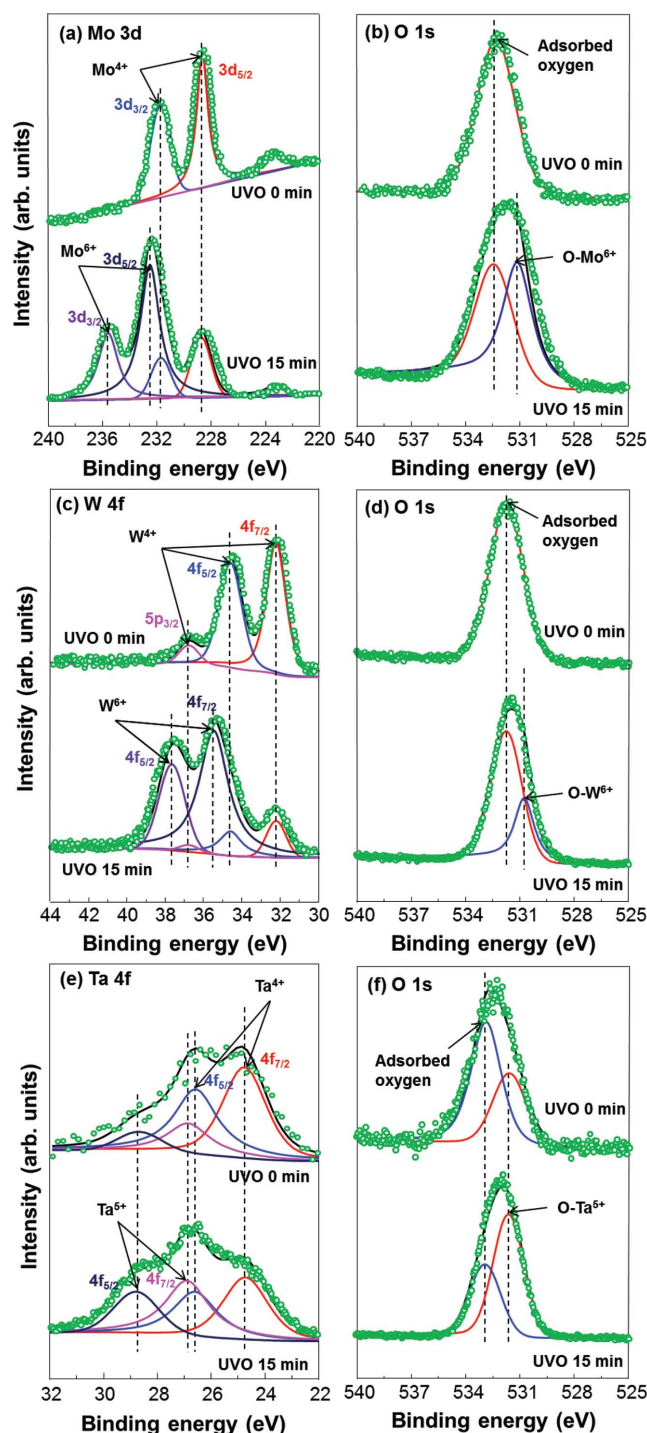 (a) Mo 3d
Mo⁴⁺
3d₅/₂
3d₃/₂
UVO 0 min
Mo⁶⁺
3d₅/₂
3d₃/₂
UVO 15 min
240 236 232 228 224 220
Binding energy (eV)
Intensity (arb. units)
(b) O 1s
Adsorbed
oxygen
UVO 0 min
O-Mo⁶⁺
UVO 15 min
540 537 534 531 528 525
Binding energy (eV)
(c) W 4f
W⁴⁺
4f₇/₂
4f₅/₂
5p₃/₂
UVO 0 min
W⁶⁺
4f₇/₂
4f₅/₂
UVO 15 min
44 42 40 38 36 34 32 30
Binding energy (eV)
Intensity (arb. units)
(d) O 1s
Adsorbed
oxygen
UVO 0 min
O-W⁶⁺
UVO 15 min
540 537 534 531 528 525
Binding energy (eV)
(e) Ta 4f
Ta⁴⁺
4f₇/₂
4f₅/₂
UVO 0 min
Ta⁵⁺
4f₇/₂
4f₅/₂
UVO 15 min
32 30 28 26 24 22
Binding energy (eV)
Intensity (arb. units)
(f) O 1s
Adsorbed
oxygen
UVO 0 min
O-Ta⁵⁺
UVO 15 min
540 537 534 531 528 525
Binding energy (eV)